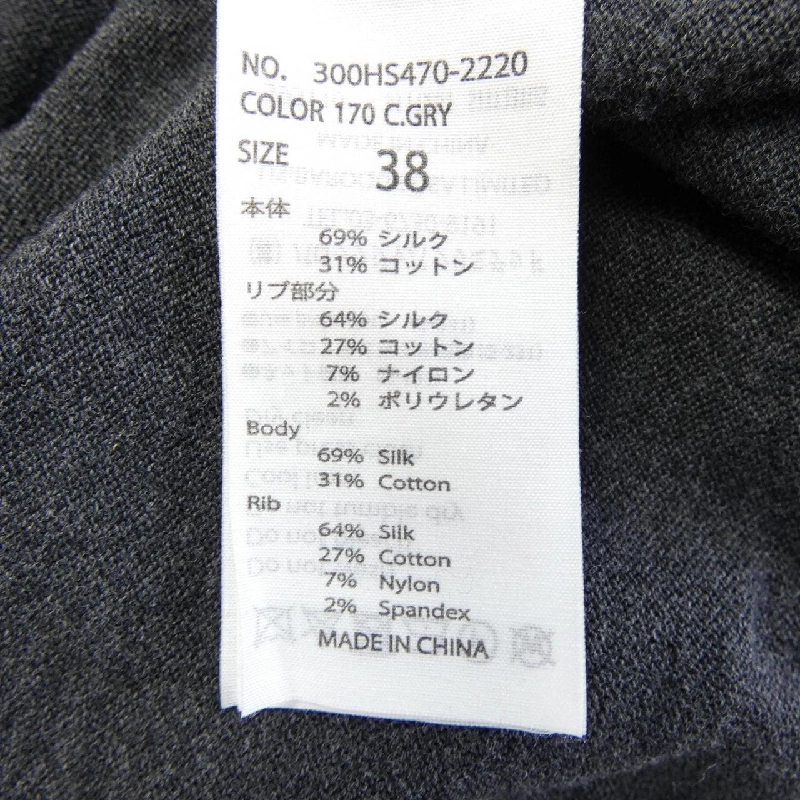 NO. 300HS470-2220
COLOR 170 C.GRY
SIZE 38
本体
69% シルク
31% コットン
リブ部分
64% シルク
27% コットン
7% ナイロン
2% ポリウレタン
Body
69% Silk
31% Cotton
Rib
64% Silk
27% Cotton
7% Nylon
2% Spandex
MADE IN CHINA